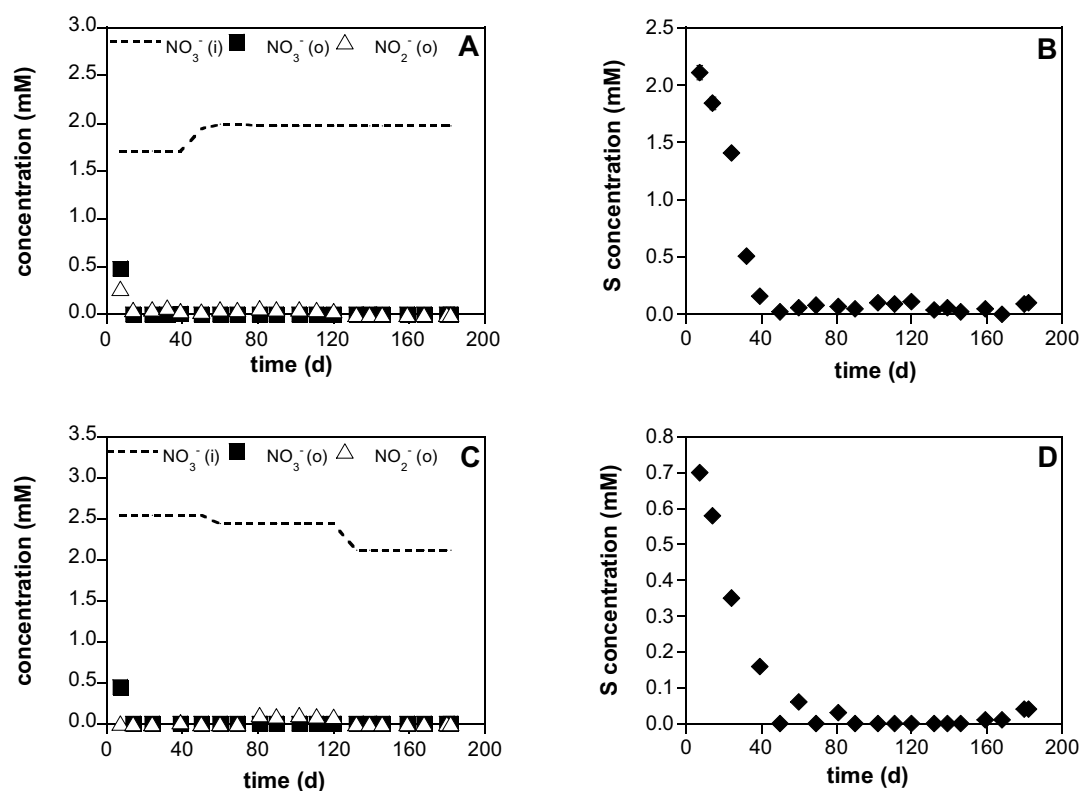 NO₃⁻ (i) NO₃⁻ (o) NO₂⁻ (o) A
concentration (mM)
3.0
2.5
2.0
1.5
1.0
0.5
0.0
0 40 80 120 160 200
time (d)
B
S concentration (mM)
2.5
2.0
1.5
1.0
0.5
0.0
0 40 80 120 160 200
time (d)
NO₃⁻ (i) NO₃⁻ (o) NO₂⁻ (o) C
concentration (mM)
3.5
3.0
2.5
2.0
1.5
1.0
0.5
0.0
0 40 80 120 160 200
time (d)
D
S concentration (mM)
0.8
0.7
0.6
0.5
0.4
0.3
0.2
0.1
0.0
0 40 80 120 160 200
time (d)